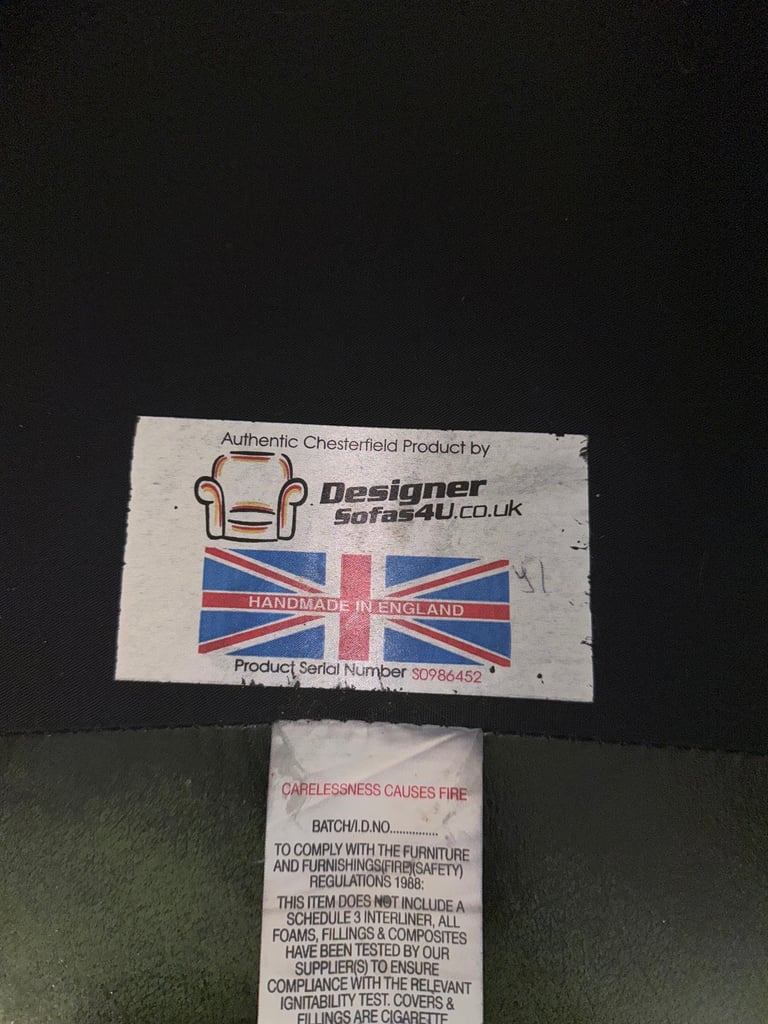 Authentic Chesterfield Product by
Designer
Sofas4U.co.uk
HANDMADE IN ENGLAND
Product Serial Number S0986452
CARELESSNESS CAUSES FIRE
BATCH/I.D.NO...............
TO COMPLY WITH THE FURNITURE
AND FURNISHINGS(FIRE)(SAFETY)
REGULATIONS 1988:
THIS ITEM DOES NOT INCLUDE A
SCHEDULE 3 INTERLINER, ALL
FOAMS, FILLINGS & COMPOSITES
HAVE BEEN TESTED BY OUR
SUPPLIER(S) TO ENSURE
COMPLIANCE WITH THE RELEVANT
IGNITABILITY TEST. COVERS &
FILLINGS ARE CIGARETTE